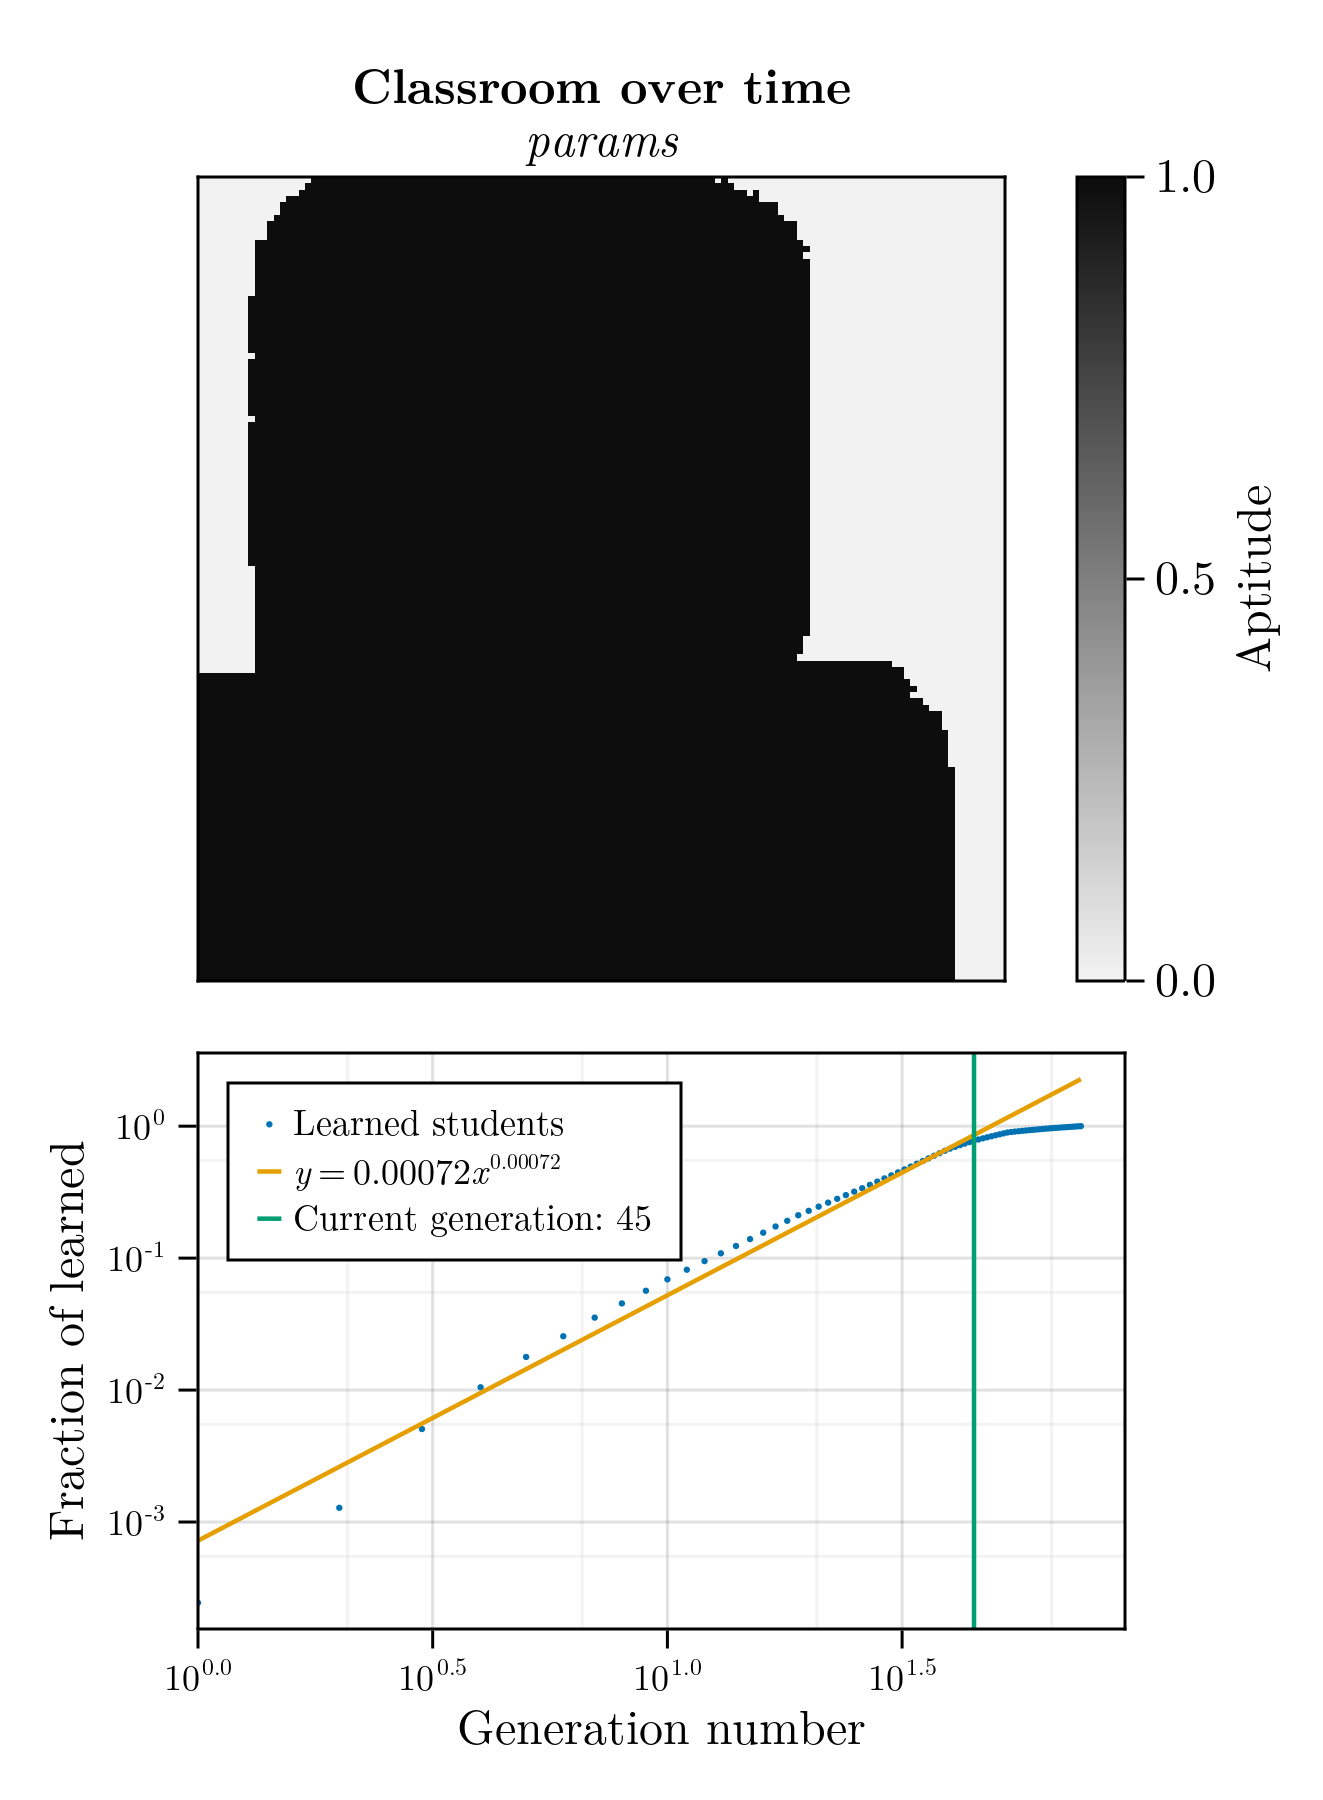 Classroom over time
params
1.0
0.5
0.0
Aptitude
Learned students
y = 0.00072x^0.00072
Current generation: 45
10^0
10^-1
10^-2
10^-3
Fraction of learned
10^0.0 10^0.5 10^1.0 10^1.5
Generation number